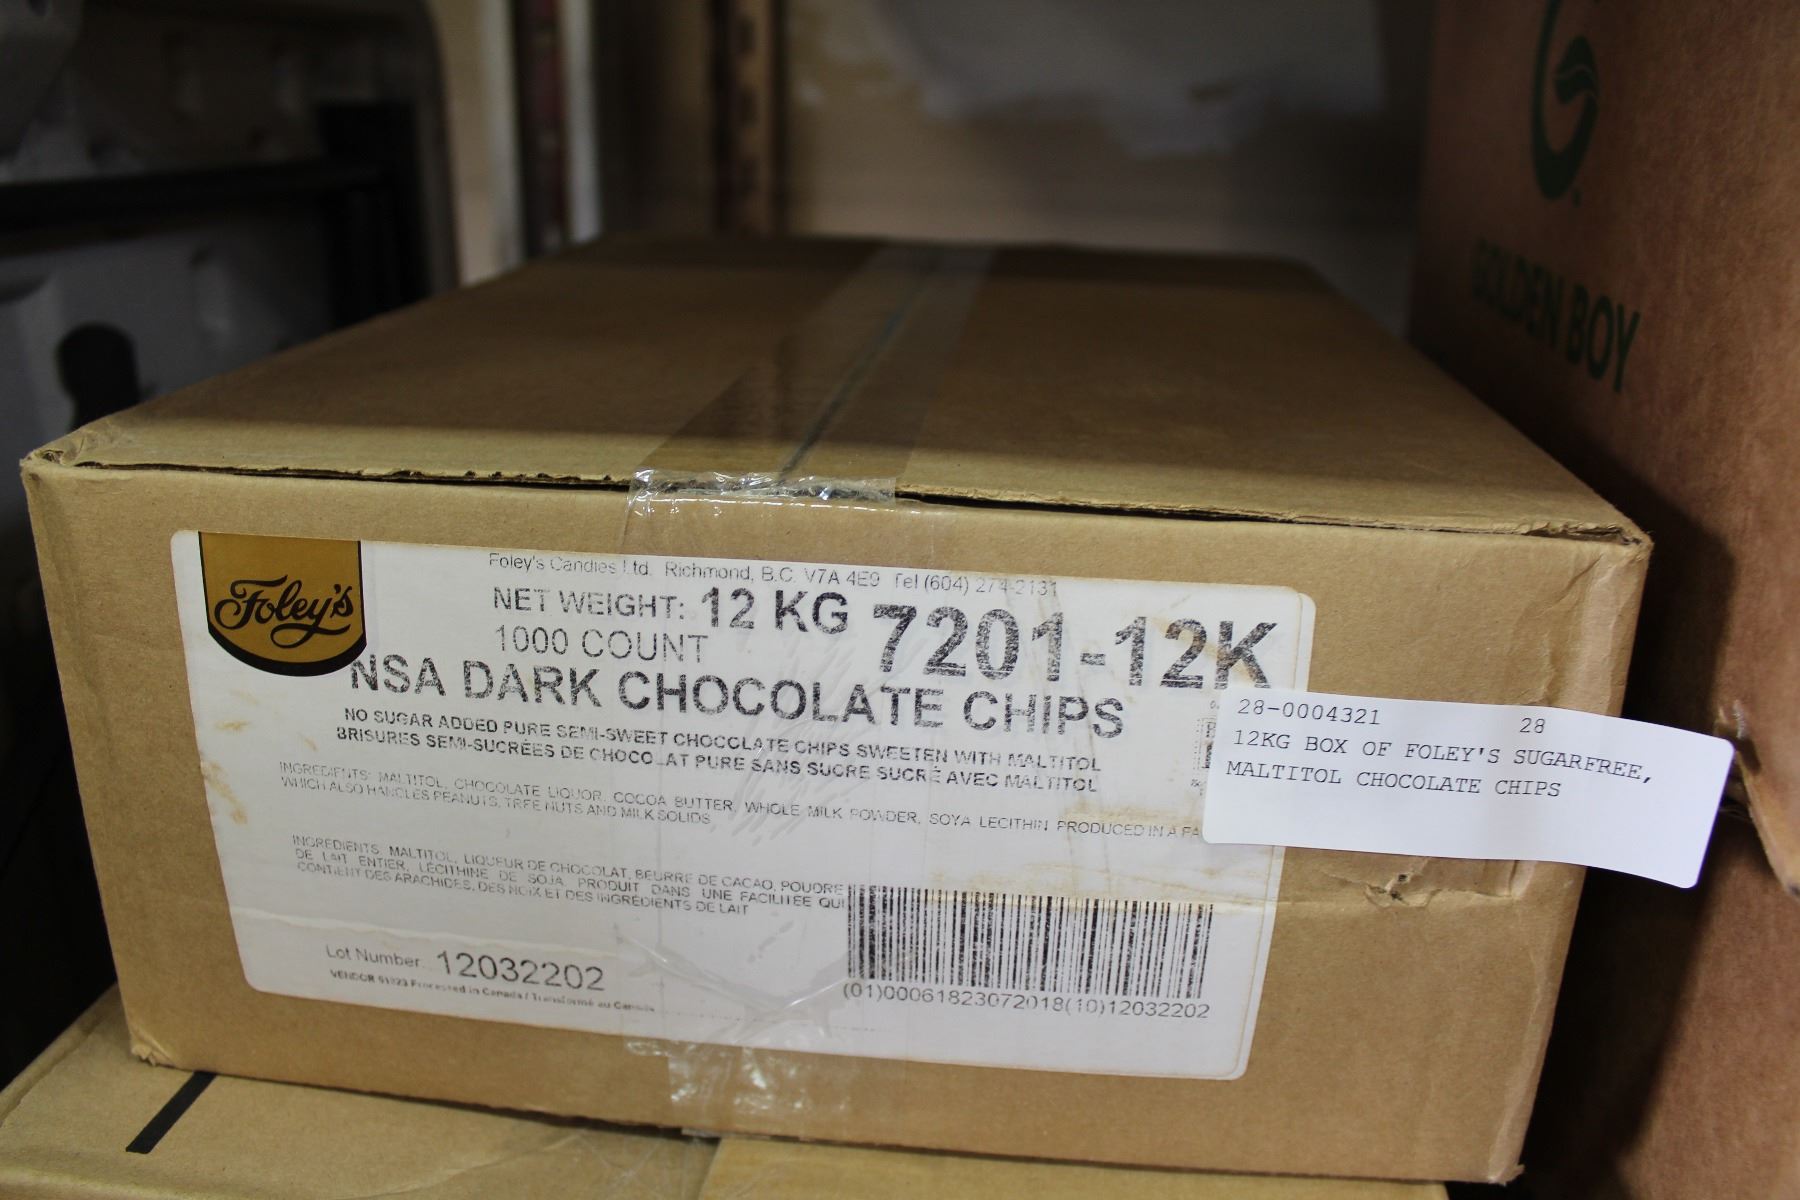 GOLDEN BOY
Foley's
Foley's Candies Ltd. Richmond, B.C. V7A 4E9 Tel (604) 274-2131
NET WEIGHT: 12 KG 7201-12K
1000 COUNT
NSA DARK CHOCOLATE CHIPS
NO SUGAR ADDED PURE SEMI-SWEET CHOCOLATE CHIPS SWEETEN WITH MALTITOL
BRISURES SEMI-SUCRÉES DE CHOCOLAT PURE SANS SUCRE SUCRÉ AVEC MALTITOL
INGREDIENTS: MALTITOL, CHOCOLATE LIQUOR, COCOA BUTTER, WHOLE MILK POWDER, SOYA LECITHIN PRODUCED IN A FA
WHICH ALSO HANDLES PEANUTS, TREE NUTS AND MILK SOLIDS
INGREDIENTS: MALTITOL, LIQUEUR DE CHOCOLAT, BEURRE DE CACAO, POUDRE
DE LAIT ENTIER, LÉCITHINE DE SOJA PRODUIT DANS UNE FACILITEE QUI
CONTIENT DES ARACHIDES, DES NOIX ET DES INGRÉDIENTS DE LAIT
Lot Number 12032202
VENDOR 51923 Processed in Canada / Transformé au Canada
(01)00061823072018(10)12032202
28-0004321 28
12KG BOX OF FOLEY'S SUGARFREE,
MALTITOL CHOCOLATE CHIPS